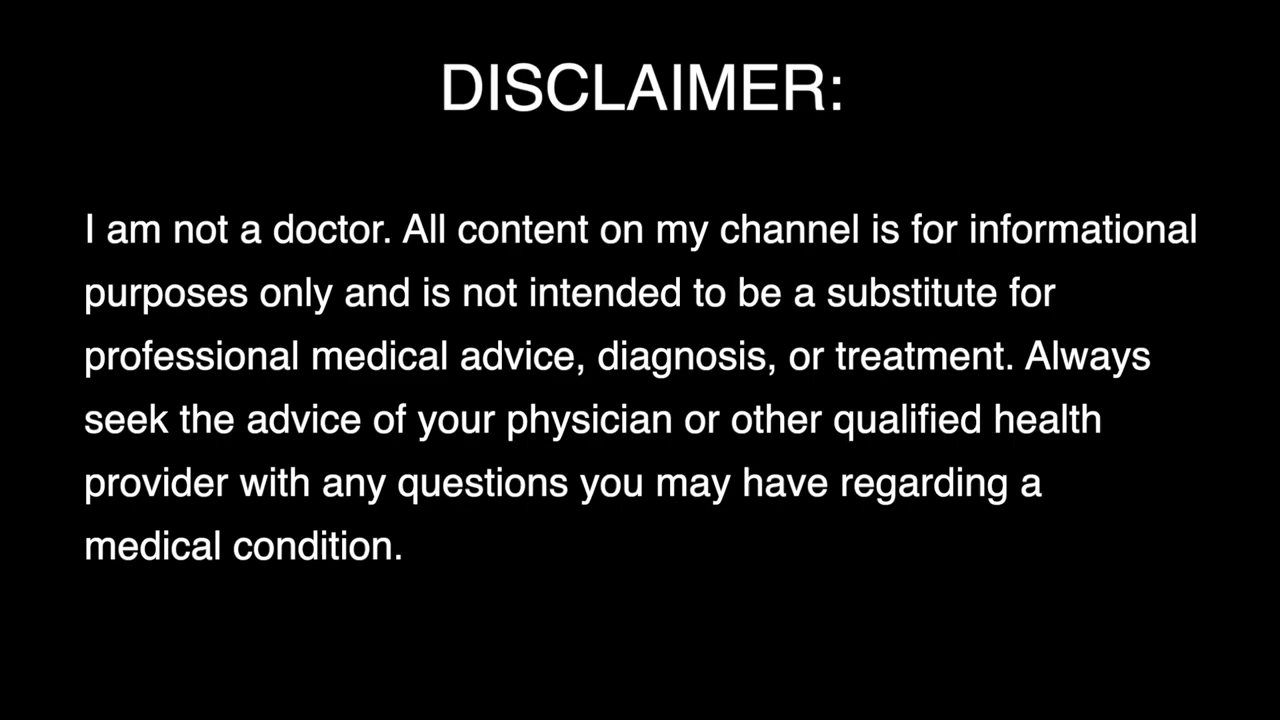 DISCLAIMER:
I am not a doctor. All content on my channel is for informational
purposes only and is not intended to be a substitute for
professional medical advice, diagnosis, or treatment. Always
seek the advice of your physician or other qualified health
provider with any questions you may have regarding a
medical condition.